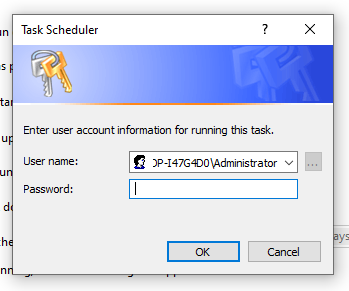 Task Scheduler
?
Enter user account information for running this task.
User name:
OP-I47G4D0\Administrator
...
Password:
OK
Cancel